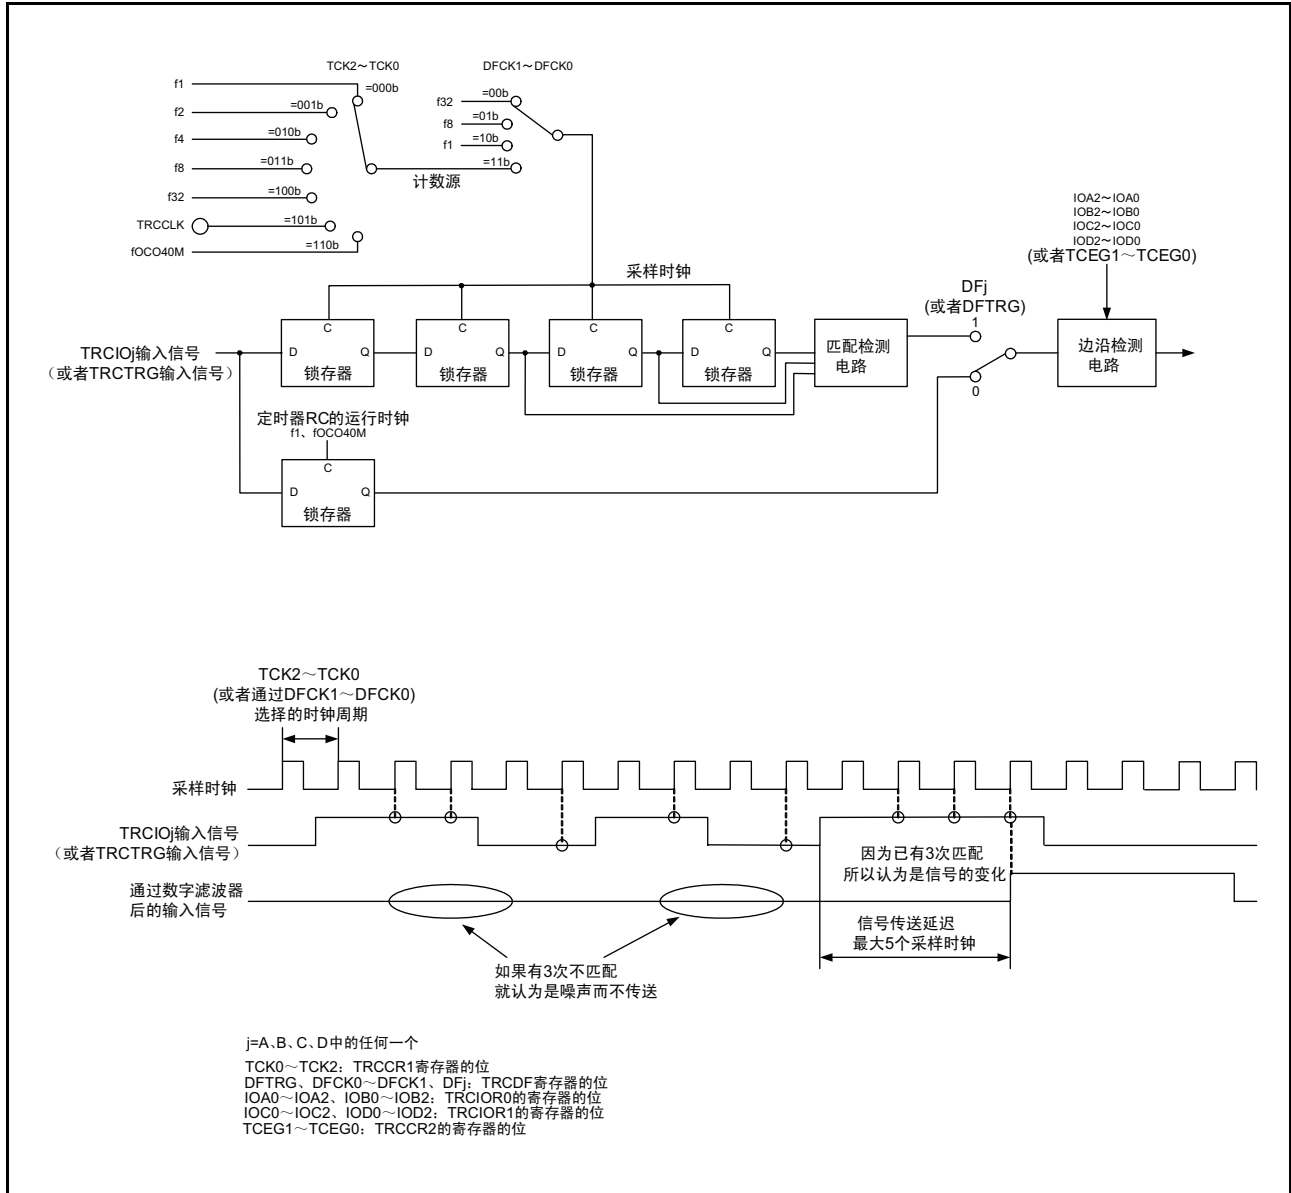 TCK2～TCK0
DFCK1～DFCK0
f1
=000b
f2
=001b
f4
=010b
f8
=011b
f32
=100b
TRCCLK
=101b
fOCO40M
=110b
f32
=00b
f8
=01b
f1
=10b
=11b
计数源
IOA2～IOA0
IOB2～IOB0
IOC2～IOC0
IOD2～IOD0
(或者TCEG1～TCEG0)
采样时钟
DFj
(或者DFTRG)
1
0
TRCIOj输入信号
（或者TRCTRG输入信号）
C
D
Q
锁存器
C
D
Q
锁存器
C
D
Q
锁存器
C
D
Q
锁存器
匹配检测
电路
边沿检测
电路
定时器RC的运行时钟
f1、fOCO40M
C
D
Q
锁存器
TCK2～TCK0
(或者通过DFCK1～DFCK0)
选择的时钟周期
采样时钟
TRCIOj输入信号
（或者TRCTRG输入信号）
因为已有3次匹配
所以认为是信号的变化
通过数字滤波器
后的输入信号
信号传送延迟
最大5个采样时钟
如果有3次不匹配
就认为是噪声而不传送
j=A、B、C、D中的任何一个
TCK0～TCK2：TRCCR1寄存器的位
DFTRG、DFCK0～DFCK1、DFj：TRCDF寄存器的位
IOA0～IOA2、IOB0～IOB2：TRCIOR0的寄存器的位
IOC0～IOC2、IOD0～IOD2：TRCIOR1的寄存器的位
TCEG1～TCEG0：TRCCR2的寄存器的位